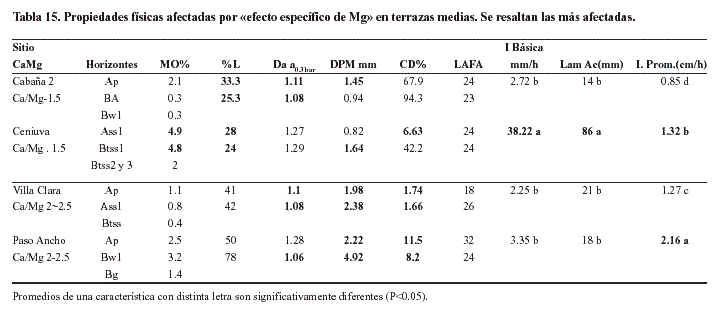 Tabla 15. Propiedades físicas afectadas por «efecto específico de Mg» en terrazas medias. Se resaltan las más afectadas.
Sitio I Básica
CaMg Horizontes MO% %L Da a0.3 bar DPM mm CD% LAFA mm/h Lam Ac(mm) I. Prom.(cm/h)
Cabaña 2 Ap 2.1 33.3 1.11 1.45 67.9 24 2.72 b 14 b 0.85 d
Ca/Mg-1.5 BA 0.3 25.3 1.08 0.94 94.3 23
Bw1 0.3
Ceniuva Ass1 4.9 28 1.27 0.82 6.63 24 38.22 a 86 a 1.32 b
Ca/Mg . 1.5 Btss1 4.8 24 1.29 1.64 42.2 24
Btss2 y 3 2
Villa Clara Ap 1.1 41 1.1 1.98 1.74 18 2.25 b 21 b 1.27 c
Ca/Mg 2~2.5 Ass1 0.8 42 1.08 2.38 1.66 26
Btss 0.4
Paso Ancho Ap 2.5 50 1.28 2.22 11.5 32 3.35 b 18 b 2.16 a
Ca/Mg 2-2.5 Bw1 3.2 78 1.06 4.92 8.2 24
Bg 1.4
Promedios de una característica con distinta letra son significativamente diferentes (P<0.05).